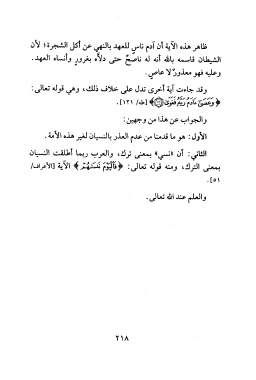 ظاهر هذه الآية أن آدم ناسٍ للعهد بالنهي عن أكل الشجرة؛ لأن
الشيطان قاسمه بالله أنه له ناصحٌ حتى دلاَّه بغرورٍ وأنساه العهد.
وعليه فهو معذورٌ لا عاصٍ.
وقد جاءت آية أخرى تدل على خلاف ذلك، وهي قوله تعالى:
﴿وَعَصَىٰٓ ءَادَمُ رَبَّهُۥ فَغَوَىٰ ١٢١﴾ [طه/ ١٢١].
والجواب عن هذا من وجهين:
الأول: هو ما قدمنا من عدم العذر بالنسيان لغير هذه الأمة.
الثاني: أن «نسي» بمعنى ترك، والعرب ربما أطلقت النسيان
بمعنى الترك، ومنه قوله تعالى: ﴿فَٱلۡيَوۡمَ نَنسَىٰهُمۡ﴾ الآية [الأعراف/
٥١].
والعلم عند الله تعالى.
٢١٨